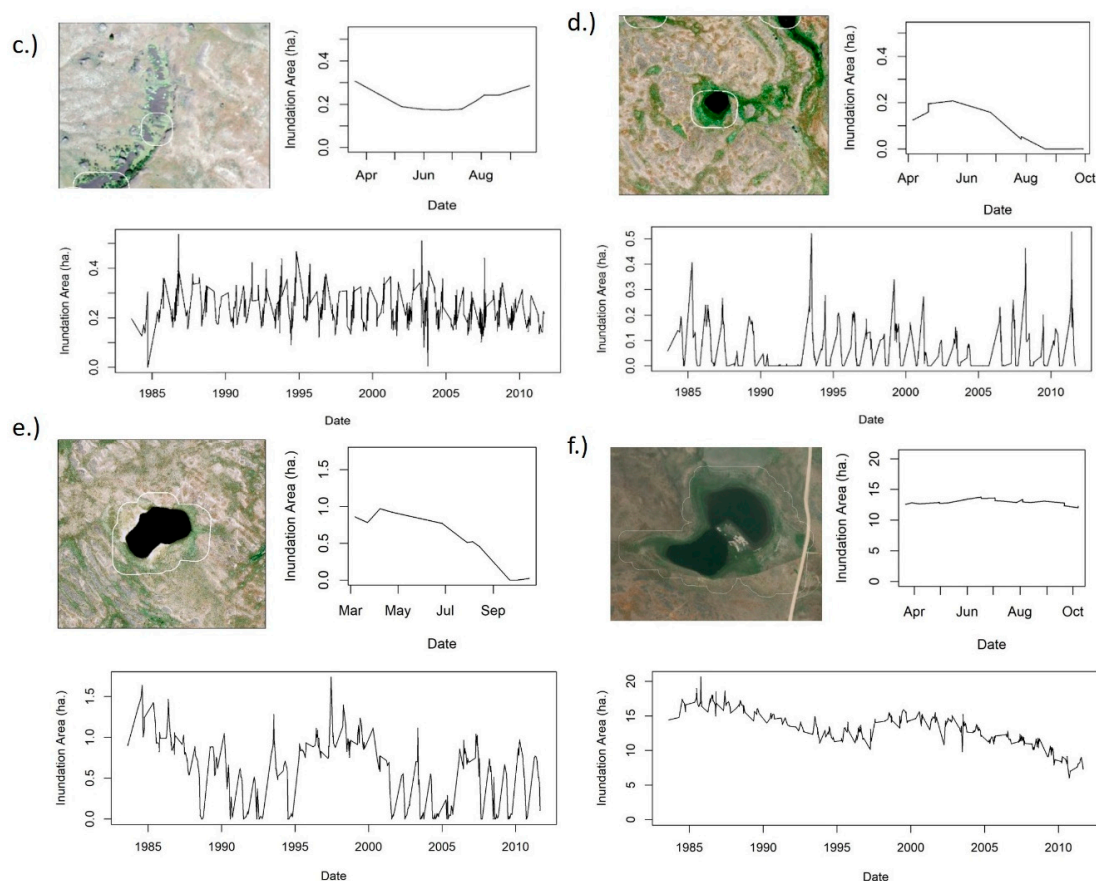 c.)
Inundation Area (ha.)
0.0 0.2 0.4
Apr Jun Aug
Date
Inundation Area (ha.)
0.0 0.2 0.4
1985 1990 1995 2000 2005 2010
Date
d.)
Inundation Area (ha.)
0.0 0.2 0.4
Apr Jun Aug Oct
Date
Inundation Area (ha.)
0.0 0.1 0.2 0.3 0.4 0.5
1985 1990 1995 2000 2005 2010
Date
e.)
Inundation Area (ha.)
0.0 0.5 1.0 1.5
Mar May Jul Sep
Date
Inundation Area (ha.)
0.0 0.5 1.0 1.5
1985 1990 1995 2000 2005 2010
Date
f.)
Inundation Area (ha.)
0 5 10 15 20
Apr Jun Aug Oct
Date
Inundation Area (ha.)
0 5 10 15 20
1985 1990 1995 2000 2005 2010
Date